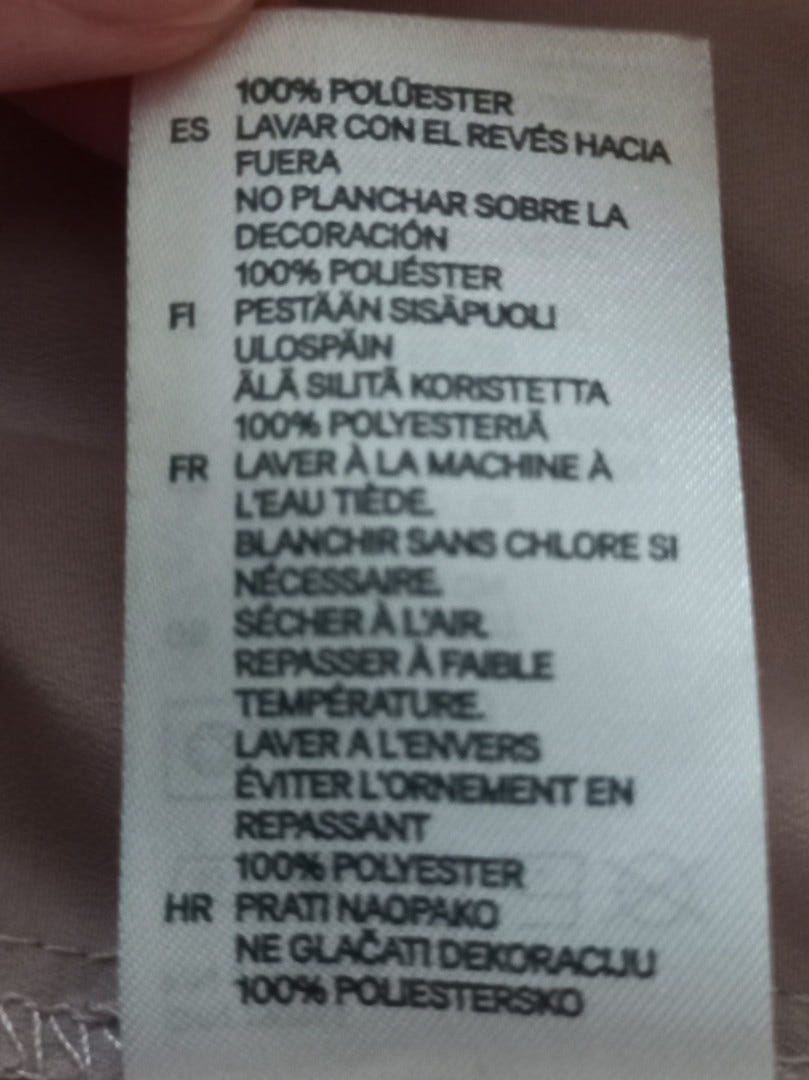 100% POLÜESTER
ES LAVAR CON EL REVÉS HACIA
FUERA
NO PLANCHAR SOBRE LA
DECORACIÓN
100% POLIÉSTER
FI PESTÄÄN SISÄPUOLI
ULOSPÄIN
ÄLÄ SILITÄ KORISTETTA
100% POLYESTERIÄ
FR LAVER À LA MACHINE À
L'EAU TIÈDE.
BLANCHIR SANS CHLORE SI
NÉCESSAIRE.
SÉCHER À L'AIR.
REPASSER À FAIBLE
TEMPÉRATURE.
LAVER A L'ENVERS
ÉVITER L'ORNEMENT EN
REPASSANT
100% POLYESTER
HR PRATI NAOPAKO
NE GLAČATI DEKORACIJU
100% POLIESTERSKO